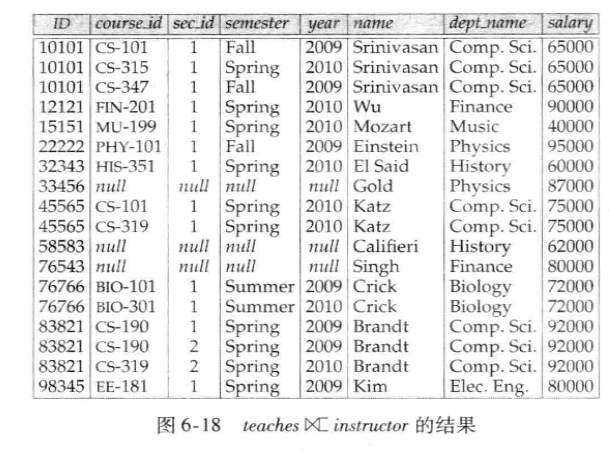 ID course_id sec_id semester year name dept_name salary
10101 CS-101 1 Fall 2009 Srinivasan Comp. Sci. 65000
10101 CS-315 1 Spring 2010 Srinivasan Comp. Sci. 65000
10101 CS-347 1 Fall 2009 Srinivasan Comp. Sci. 65000
12121 FIN-201 1 Spring 2010 Wu Finance 90000
15151 MU-199 1 Spring 2010 Mozart Music 40000
22222 PHY-101 1 Fall 2009 Einstein Physics 95000
32343 HIS-351 1 Spring 2010 El Said History 60000
33456 null null null null Gold Physics 87000
45565 CS-101 1 Spring 2010 Katz Comp. Sci. 75000
45565 CS-319 1 Spring 2010 Katz Comp. Sci. 75000
58583 null null null null Califieri History 62000
76543 null null null null Singh Finance 80000
76766 BIO-101 1 Summer 2009 Crick Biology 72000
76766 BIO-301 1 Summer 2010 Crick Biology 72000
83821 CS-190 1 Spring 2009 Brandt Comp. Sci. 92000
83821 CS-190 2 Spring 2009 Brandt Comp. Sci. 92000
83821 CS-319 2 Spring 2010 Brandt Comp. Sci. 92000
98345 EE-181 1 Spring 2009 Kim Elec. Eng. 80000
图 6-18 teaches ⟖ instructor 的结果